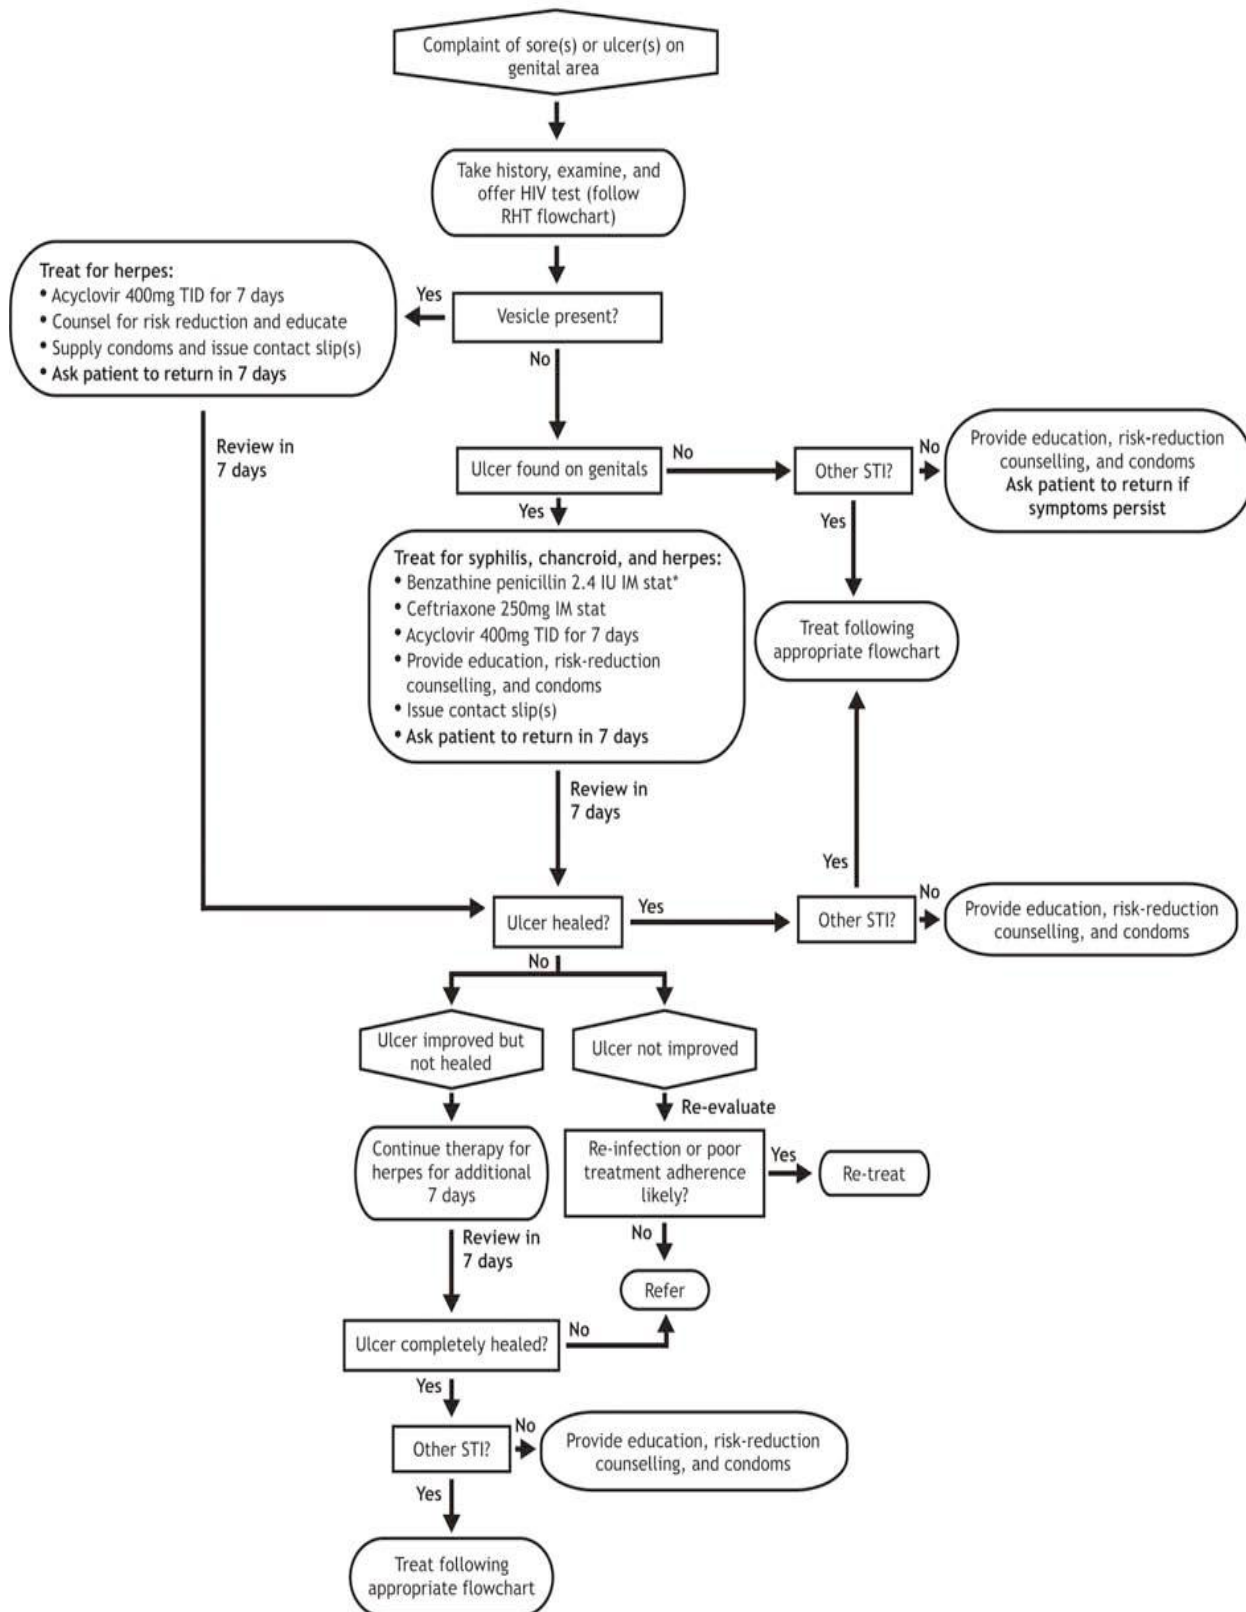 Complaint of sore(s) or ulcer(s) on
genital area
Take history, examine, and
offer HIV test (follow
RHT flowchart)
Treat for herpes:
• Acyclovir 400mg TID for 7 days
• Counsel for risk reduction and educate
• Supply condoms and issue contact slip(s)
• Ask patient to return in 7 days
Yes
Vesicle present?
No
Review in
7 days
Ulcer found on genitals
No
Other STI?
No
Provide education, risk-reduction
counselling, and condoms
Ask patient to return if
symptoms persist
Yes
Yes
Treat for syphilis, chancroid, and herpes:
• Benzathine penicillin 2.4 IU IM stat*
• Ceftriaxone 250mg IM stat
• Acyclovir 400mg TID for 7 days
• Provide education, risk-reduction
counselling, and condoms
• Issue contact slip(s)
• Ask patient to return in 7 days
Treat following
appropriate flowchart
Review in
7 days
Yes
Ulcer healed?
Yes
Other STI?
No
Provide education, risk-reduction
counselling, and condoms
No
Ulcer improved but
not healed
Ulcer not improved
Re-evaluate
Continue therapy for
herpes for additional
7 days
Re-infection or poor
treatment adherence
likely?
Yes
Re-treat
Review in
7 days
No
Refer
Ulcer completely healed?
No
Yes
Other STI?
No
Provide education, risk-reduction
counselling, and condoms
Yes
Treat following
appropriate flowchart